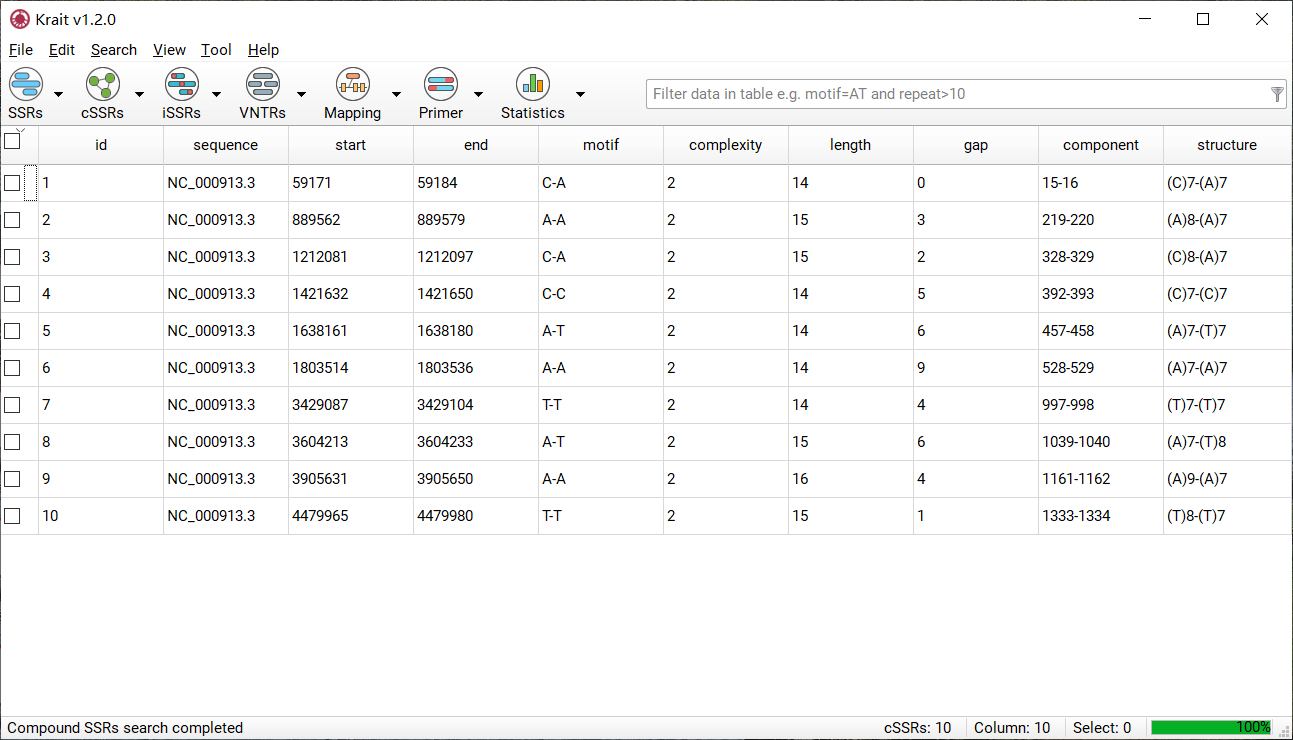 Krait v1.2.0
File Edit Search View Tool Help
SSRs cSSRs iSSRs VNTRs Mapping Primer Statistics Filter data in table e.g. motif=AT and repeat>10
id sequence start end motif complexity length gap component structure
1 NC_000913.3 59171 59184 C-A 2 14 0 15-16 (C)7-(A)7
2 NC_000913.3 889562 889579 A-A 2 15 3 219-220 (A)8-(A)7
3 NC_000913.3 1212081 1212097 C-A 2 15 2 328-329 (C)8-(A)7
4 NC_000913.3 1421632 1421650 C-C 2 14 5 392-393 (C)7-(C)7
5 NC_000913.3 1638161 1638180 A-T 2 14 6 457-458 (A)7-(T)7
6 NC_000913.3 1803514 1803536 A-A 2 14 9 528-529 (A)7-(A)7
7 NC_000913.3 3429087 3429104 T-T 2 14 4 997-998 (T)7-(T)7
8 NC_000913.3 3604213 3604233 A-T 2 15 6 1039-1040 (A)7-(T)8
9 NC_000913.3 3905631 3905650 A-A 2 16 4 1161-1162 (A)9-(A)7
10 NC_000913.3 4479965 4479980 T-T 2 15 1 1333-1334 (T)8-(T)7
Compound SSRs search completed cSSRs: 10 Column: 10 Select: 0 100%